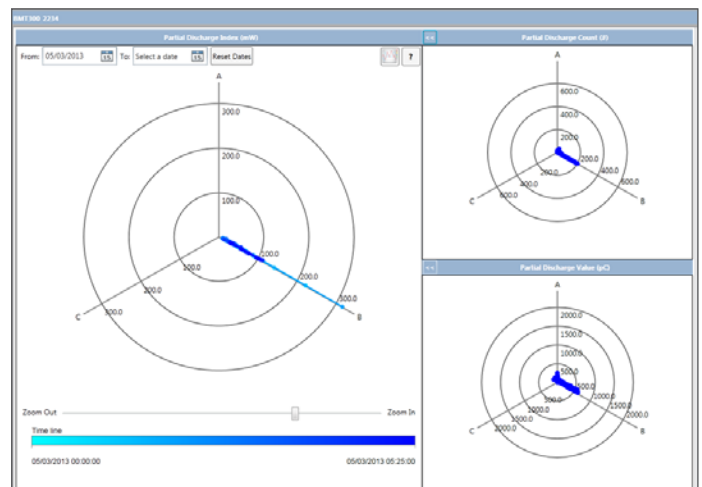 BMT300 2234
Partial Discharge Index (mW)
From: 05/03/2013 15 To: Select a date 15 Reset Dates ?
A
300.0
200.0
100.0
100.0
200.0
300.0
B
100.0
200.0
300.0
C
Zoom Out Zoom In
Time line
05/03/2013 00:00:00 05/03/2013 05:25:00
<< Partial Discharge Count (#)
A
600.0
400.0
200.0
200.0
400.0
600.0
B
200.0
400.0
600.0
C
<< Partial Discharge Value (pC)
A
2000.0
1500.0
1000.0
500.0
500.0
1000.0
1500.0
2000.0
B
500.0
1000.0
1500.0
2000.0
C